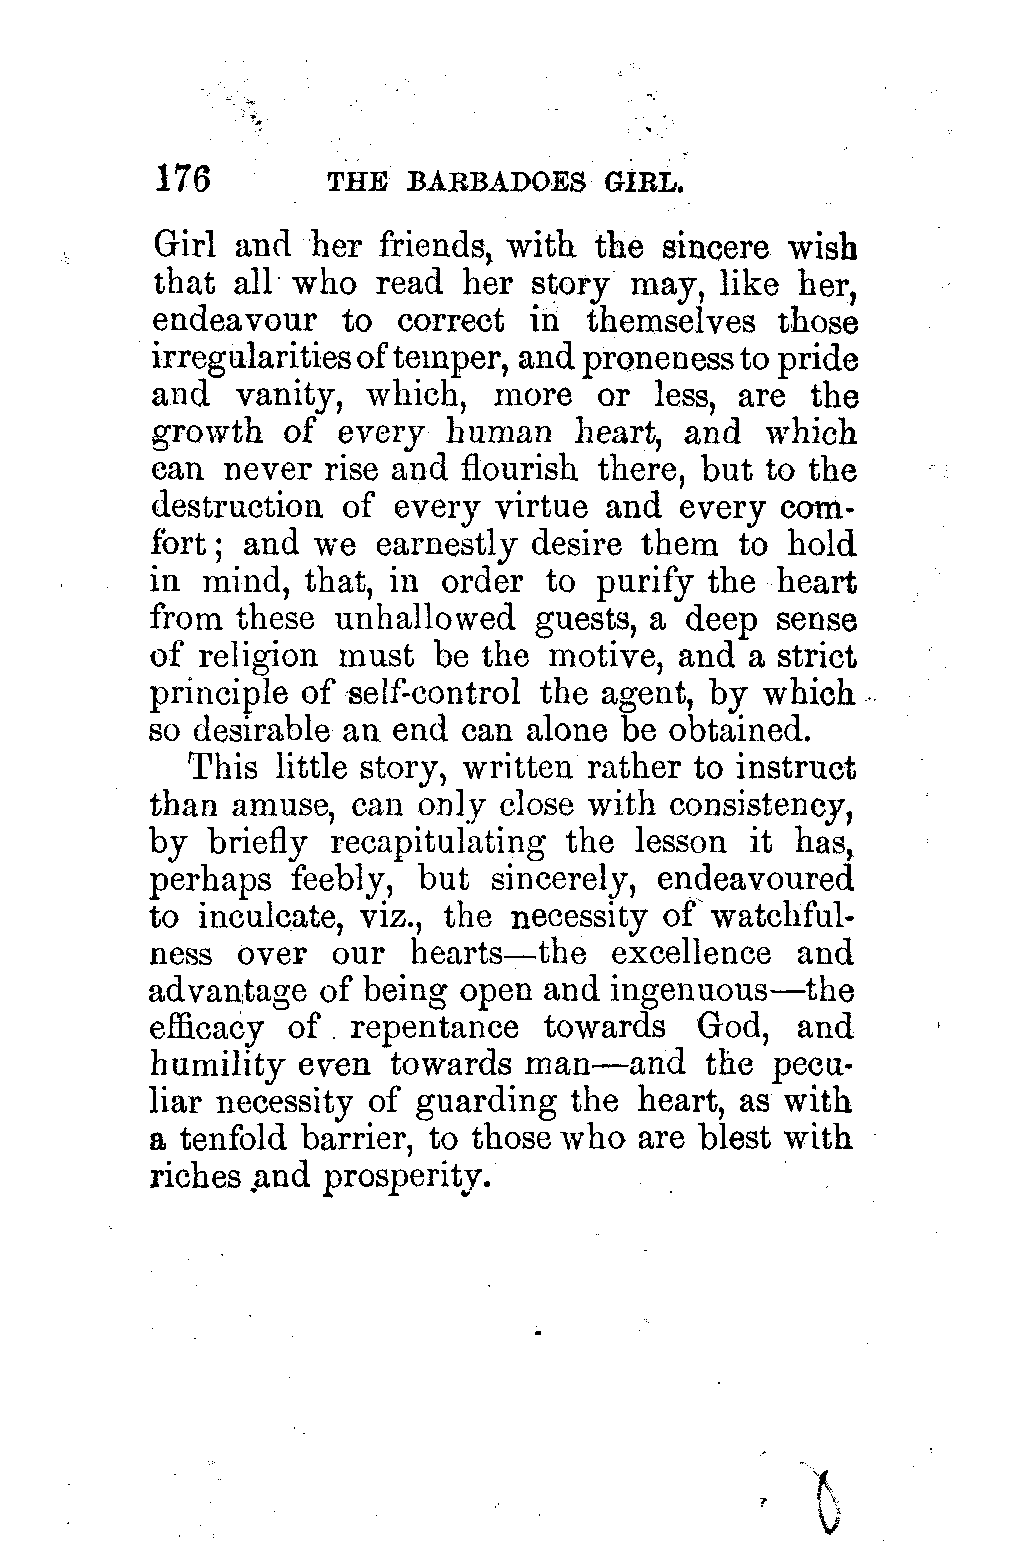 176 THE BARBADOES GIRL.
Girl and her friends, with the sincere wish
that all who read her story may, like her,
endeavour to correct in themselves those
irregularities of temper, and proneness to pride
and vanity, which, more or less, are the
growth of every human heart, and which
can never rise and flourish there, but to the
destruction of every virtue and every com-
fort; and we earnestly desire them to hold
in mind, that, in order to purify the heart
from these unhallowed guests, a deep sense
of religion must be the motive, and a strict
principle of self-control the agent, by which
so desirable an end can alone be obtained.
This little story, written rather to instruct
than amuse, can only close with consistency,
by briefly recapitulating the lesson it has,
perhaps feebly, but sincerely, endeavoured
to inculcate, viz., the necessity of watchful-
ness over our hearts—the excellence and
advantage of being open and ingenuous—the
efficacy of repentance towards God, and
humility even towards man—and the pecu-
liar necessity of guarding the heart, as with
a tenfold barrier, to those who are blest with
riches and prosperity.